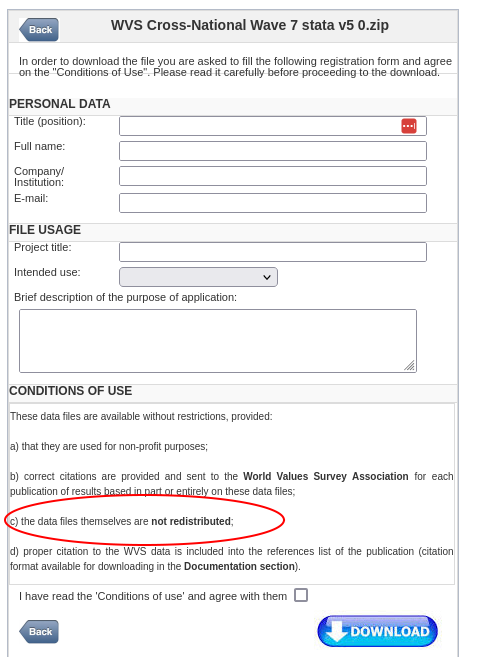 Back
WVS Cross-National Wave 7 stata v5 0.zip
In order to download the file you are asked to fill the following registration form and agree
on the "Conditions of Use". Please read it carefully before proceeding to the download.
PERSONAL DATA
Title (position):
Full name:
Company/
Institution:
E-mail:
FILE USAGE
Project title:
Intended use:
Brief description of the purpose of application:
CONDITIONS OF USE
These data files are available without restrictions, provided:
a) that they are used for non-profit purposes;
b) correct citations are provided and sent to the World Values Survey Association for each
publication of results based in part or entirely on these data files;
c) the data files themselves are not redistributed;
d) proper citation to the WVS data is included into the references list of the publication (citation
format available for downloading in the Documentation section).
I have read the 'Conditions of use' and agree with them
Back
DOWNLOAD